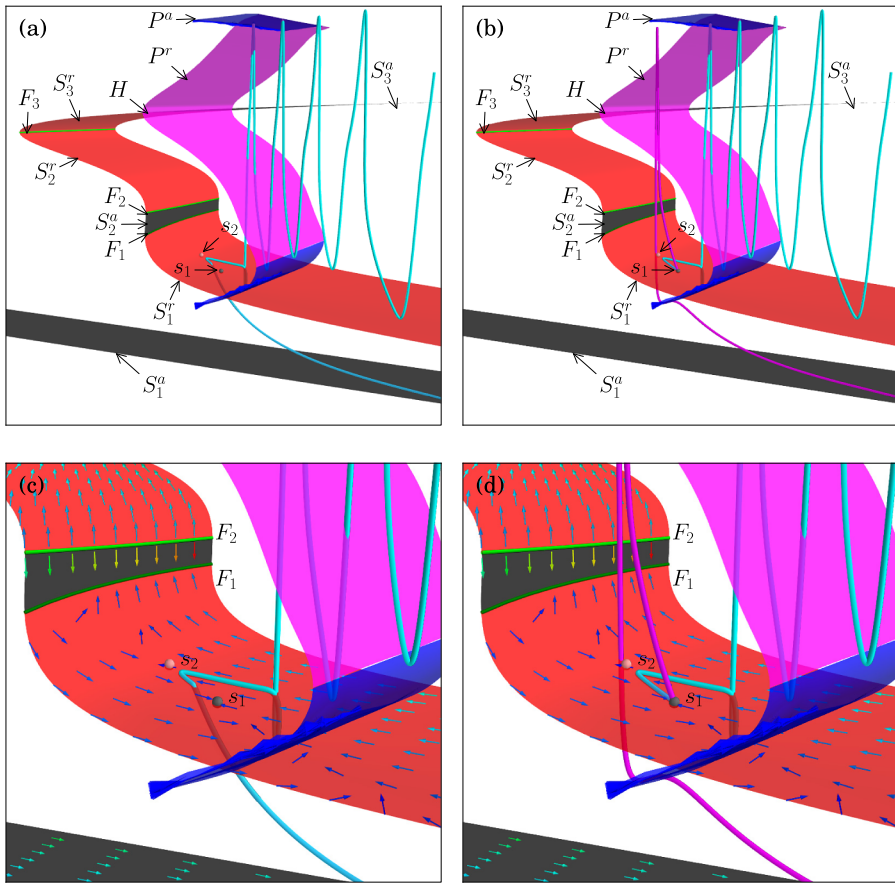 (a)
P^a
P^r
S_3^r
H
F_3
S_3^a
S_2^r
F_2
S_2^a
F_1
s_2
s_1
S_1^r
S_1^a
(b)
P^a
P^r
S_3^r
H
F_3
S_3^a
S_2^r
F_2
S_2^a
F_1
s_2
s_1
S_1^r
S_1^a
(c)
F_2
F_1
s_2
s_1
(d)
F_2
F_1
s_2
s_1